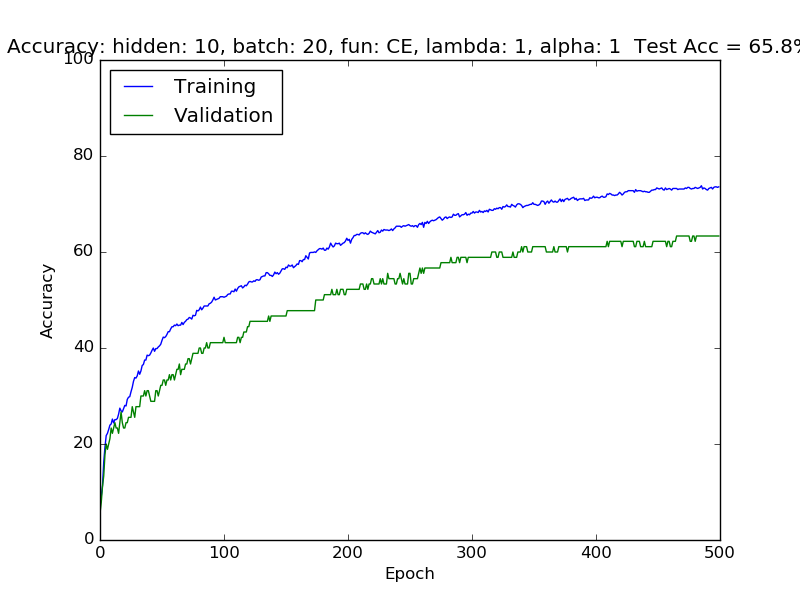 Accuracy: hidden: 10, batch: 20, fun: CE, lambda: 1, alpha: 1  Test Acc = 65.8%
Training
Validation
100
80
60
40
20
0
Accuracy
0 100 200 300 400 500
Epoch